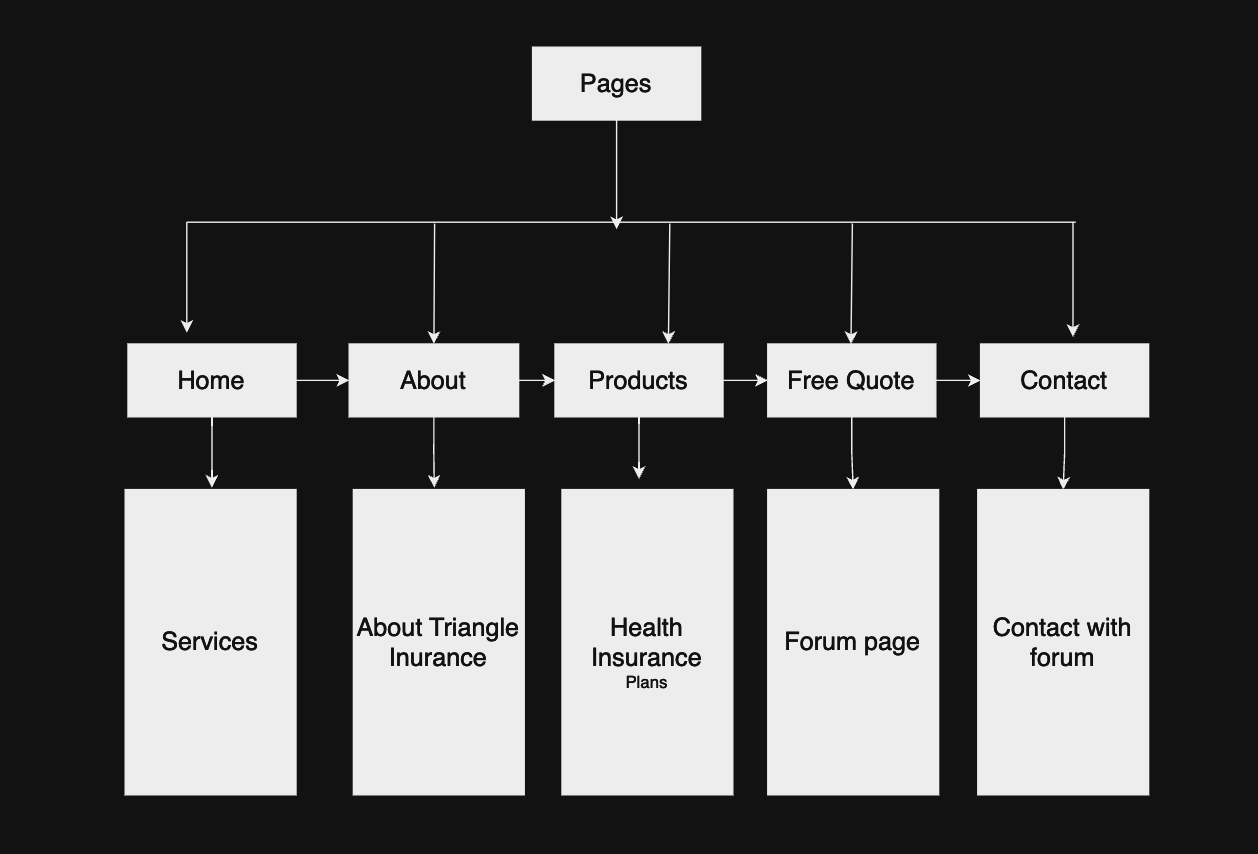 Pages
Home
About
Products
Free Quote
Contact
Services
About Triangle
Inurance
Health
Insurance
Plans
Forum page
Contact with
forum